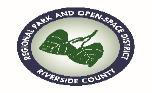 REGIONAL PARK AND OPEN-SPACE DISTRICT
RIVERSIDE COUNTY